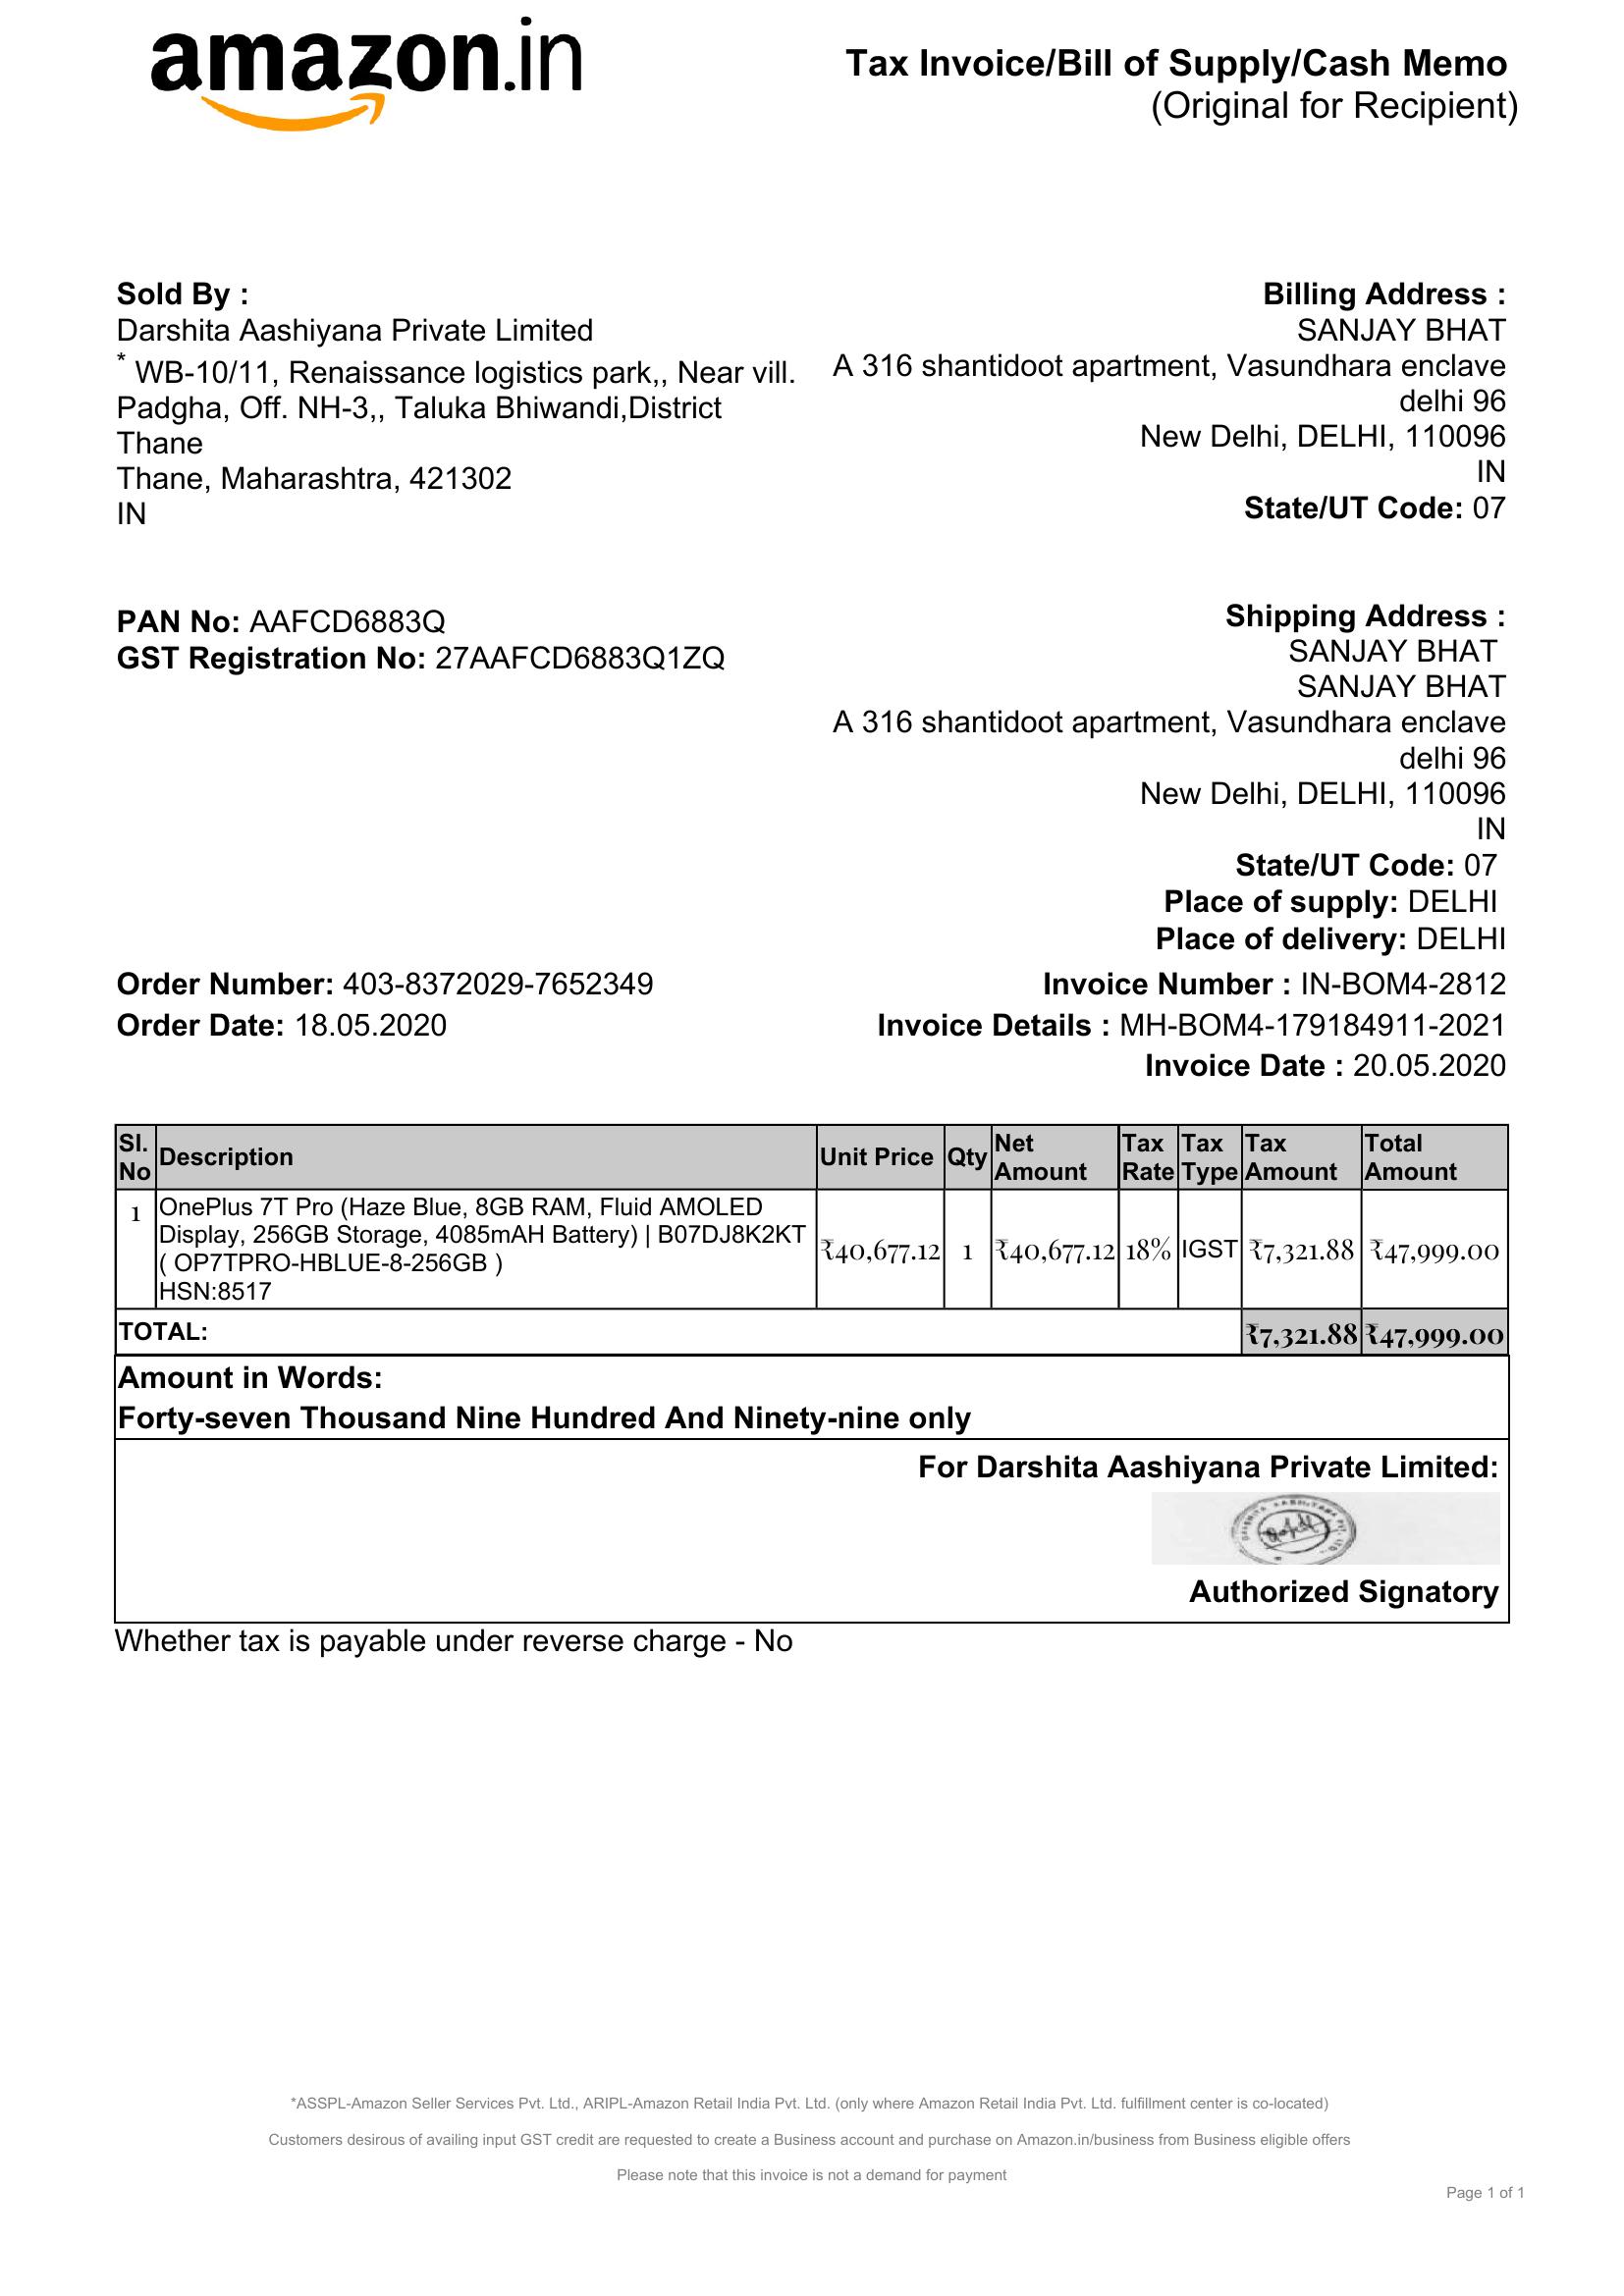 amazon.in
Tax Invoice/Bill of Supply/Cash Memo
(Original for Recipient)
Sold By :
Darshita Aashiyana Private Limited
* WB-10/11, Renaissance logistics park,, Near vill.
Padgha, Off. NH-3,, Taluka Bhiwandi,District
Thane
Thane, Maharashtra, 421302
IN
Billing Address :
SANJAY BHAT
A 316 shantidoot apartment, Vasundhara enclave
delhi 96
New Delhi, DELHI, 110096
IN
State/UT Code: 07
PAN No: AAFCD6883Q
GST Registration No: 27AAFCD6883Q1ZQ
Shipping Address :
SANJAY BHAT
SANJAY BHAT
A 316 shantidoot apartment, Vasundhara enclave
delhi 96
New Delhi, DELHI, 110096
IN
State/UT Code: 07
Place of supply: DELHI
Place of delivery: DELHI
Order Number: 403-8372029-7652349
Order Date: 18.05.2020
Invoice Number : IN-BOM4-2812
Invoice Details : MH-BOM4-179184911-2021
Invoice Date : 20.05.2020
Sl. No Description Unit Price Qty Net Amount Tax Rate Tax Type Tax Amount Total Amount
1 OnePlus 7T Pro (Haze Blue, 8GB RAM, Fluid AMOLED
Display, 256GB Storage, 4085mAH Battery) | B07DJ8K2KT
( OP7TPRO-HBLUE-8-256GB )
HSN:8517
₹40,677.12 1 ₹40,677.12 18% IGST ₹7,321.88 ₹47,999.00
TOTAL: ₹7,321.88 ₹47,999.00
Amount in Words:
Forty-seven Thousand Nine Hundred And Ninety-nine only
For Darshita Aashiyana Private Limited:
Authorized Signatory
Whether tax is payable under reverse charge - No
*ASSPL-Amazon Seller Services Pvt. Ltd., ARIPL-Amazon Retail India Pvt. Ltd. (only where Amazon Retail India Pvt. Ltd. fulfillment center is co-located)
Customers desirous of availing input GST credit are requested to create a Business account and purchase on Amazon.in/business from Business eligible offers
Please note that this invoice is not a demand for payment
Page 1 of 1